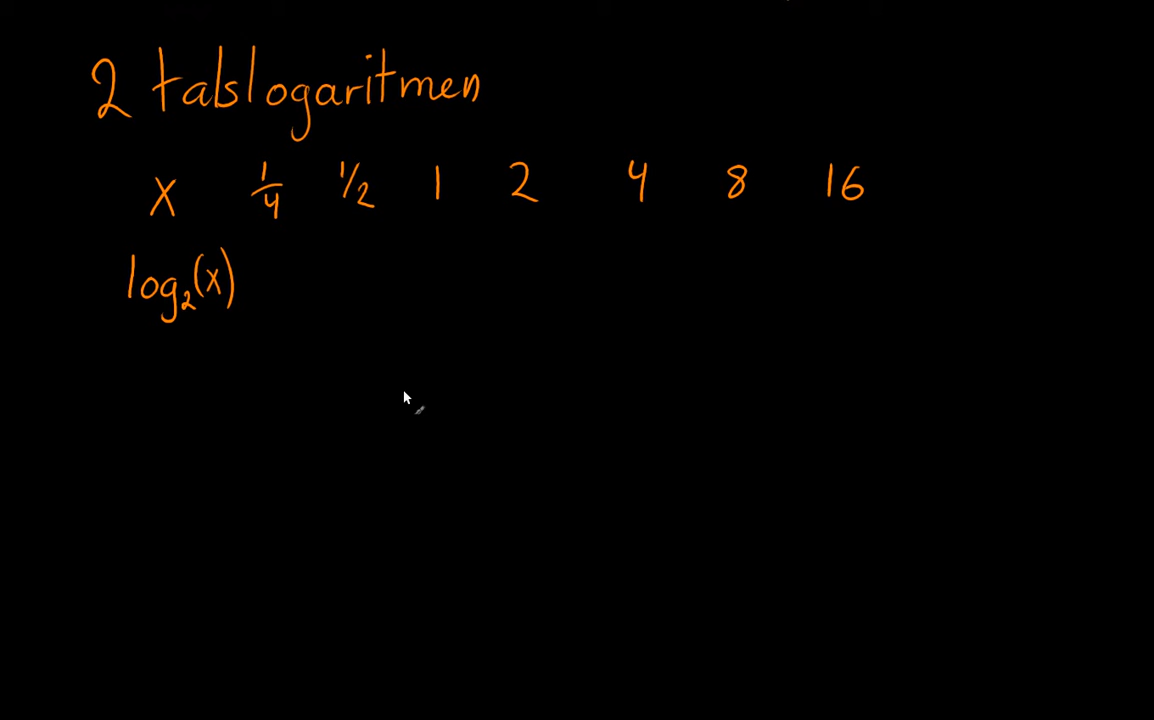 2 talslogaritmen
x 1/4 1/2 1 2 4 8 16
log₂(x)